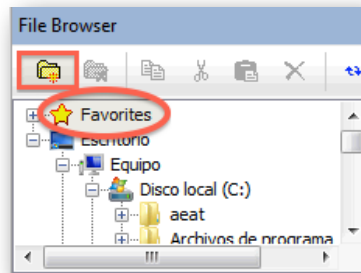 File Browser
Favorites
Escritorio
Equipo
Disco local (C:)
aeat
Archivos de programa